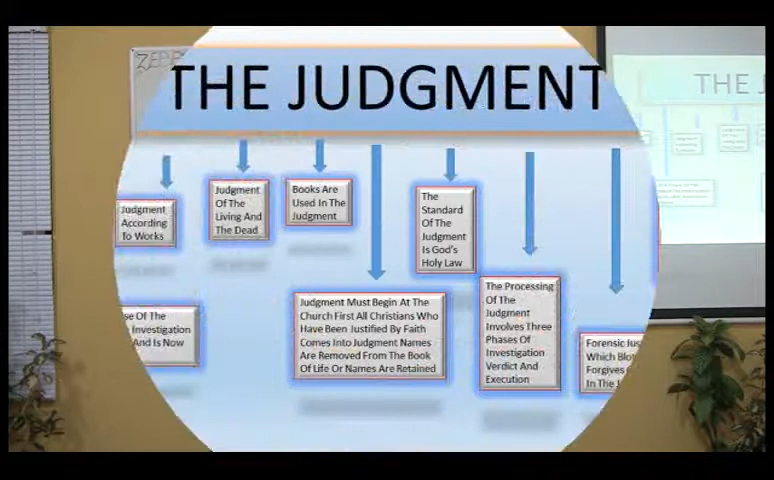 THE JUDGMENT
Judgment
According
To Works
Judgment
Of The
Living And
The Dead
Books Are
Used In The
Judgment
The
Standard
Of The
Judgment
Is God's
Holy Law
Of The
Investigation
And Is Now
Judgment Must Begin At The
Church First All Christians Who
Have Been Justified By Faith
Comes Into Judgment Names
Are Removed From The Book
Of Life Or Names Are Retained
The Processing
Of The
Judgment
Involves Three
Phases Of
Investigation
Verdict And
Execution
Forensic
Which
Forgives
In The
THE J